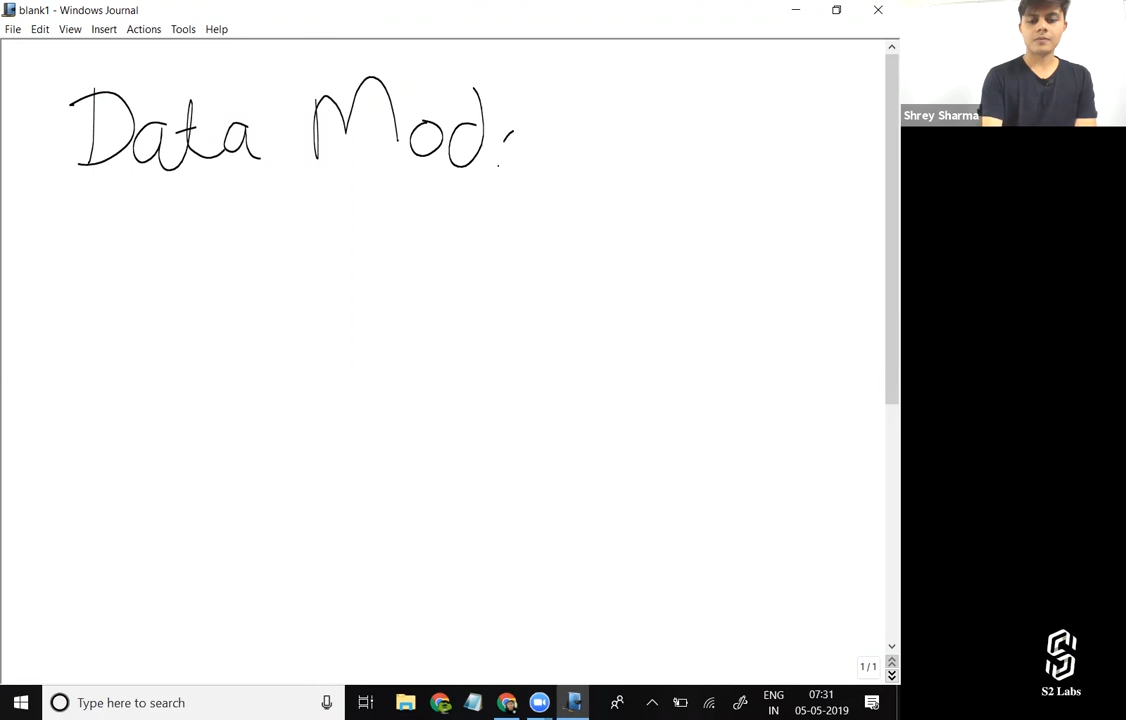 blank1 - Windows Journal
File Edit View Insert Actions Tools Help
Data Mod
Shrey Sharma
1 / 1
S2 Labs
Type here to search
ENG
IN
07:31
05-05-2019